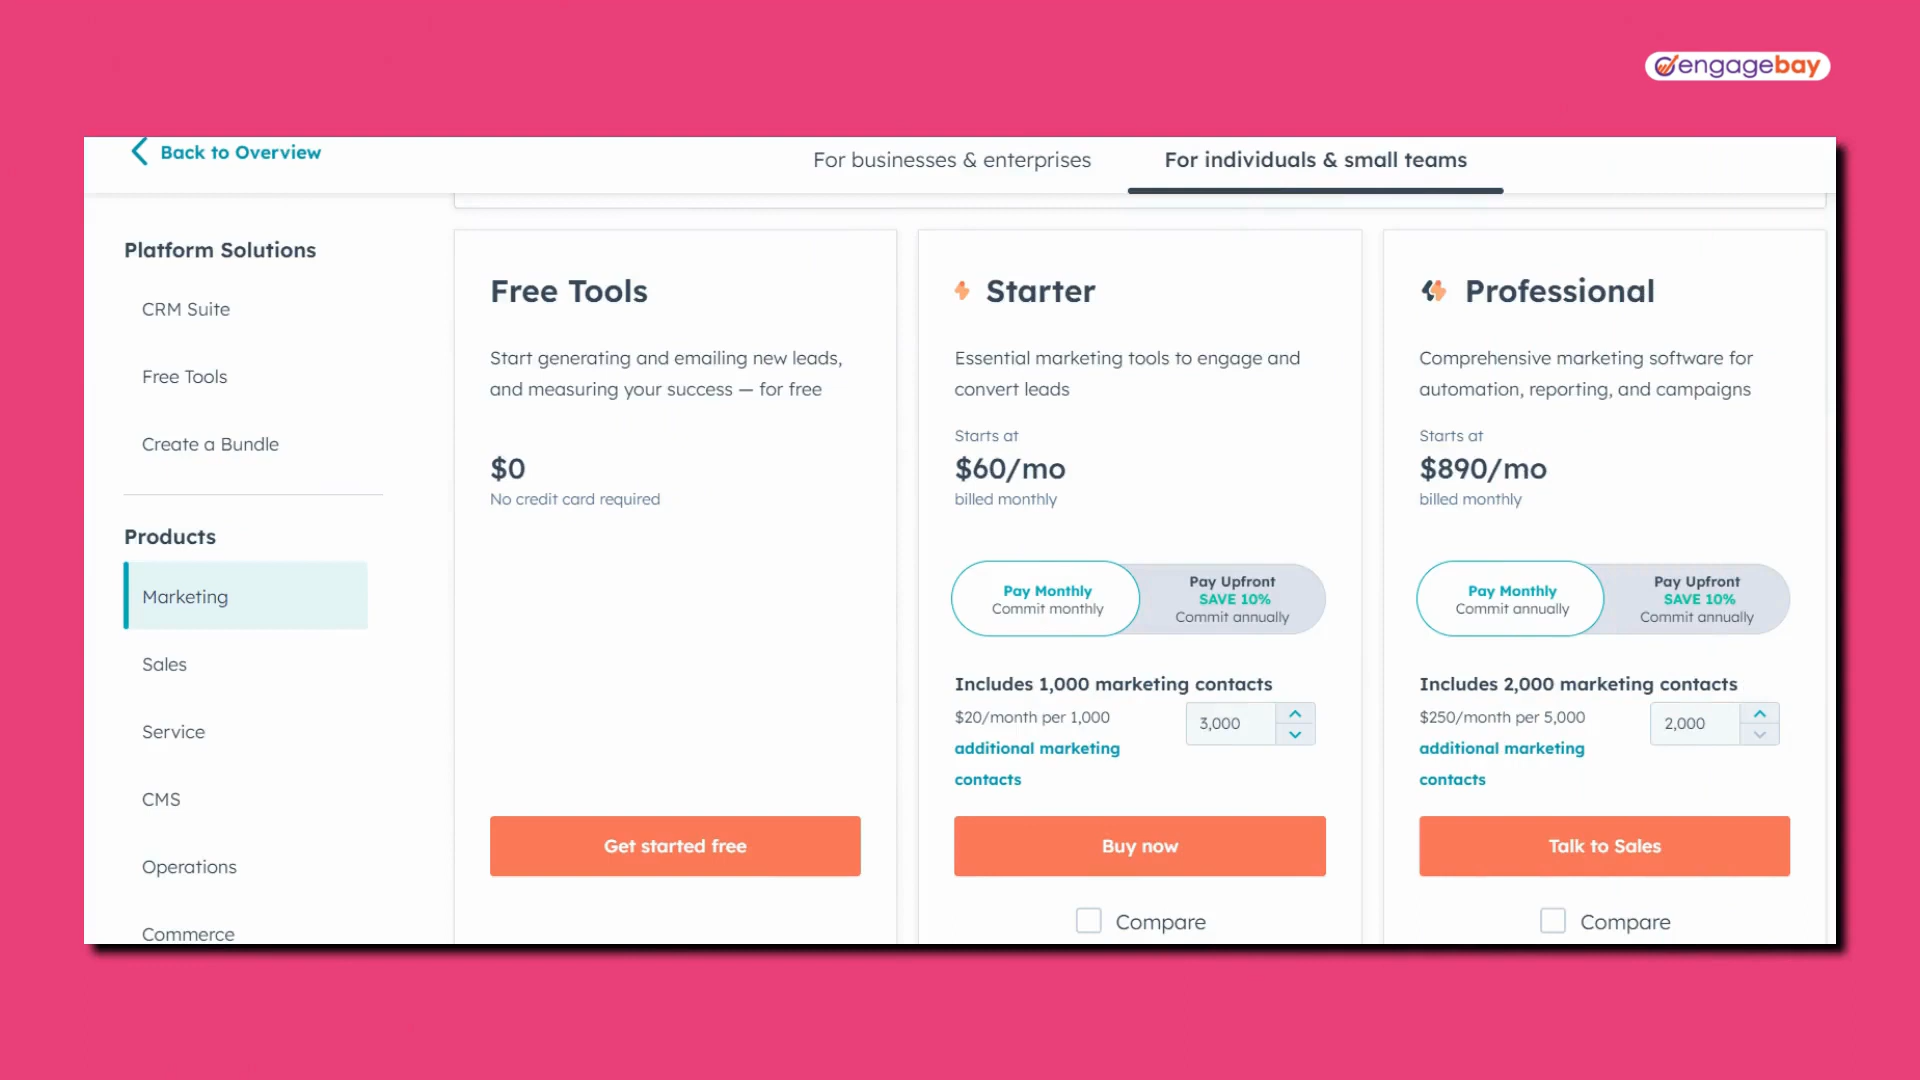 engagebay
Back to Overview
For businesses & enterprises
For individuals & small teams
Platform Solutions
CRM Suite
Free Tools
Create a Bundle
Products
Marketing
Sales
Service
CMS
Operations
Commerce
Free Tools
Start generating and emailing new leads,
and measuring your success — for free
$0
No credit card required
Get started free
Starter
Essential marketing tools to engage and
convert leads
Starts at
$60/mo
billed monthly
Pay Monthly
Commit monthly
Pay Upfront
SAVE 10%
Commit annually
Includes 1,000 marketing contacts
$20/month per 1,000
additional marketing
contacts
3,000
Buy now
Compare
Professional
Comprehensive marketing software for
automation, reporting, and campaigns
Starts at
$890/mo
billed monthly
Pay Monthly
Commit annually
Pay Upfront
SAVE 10%
Commit annually
Includes 2,000 marketing contacts
$250/month per 5,000
additional marketing
contacts
2,000
Talk to Sales
Compare